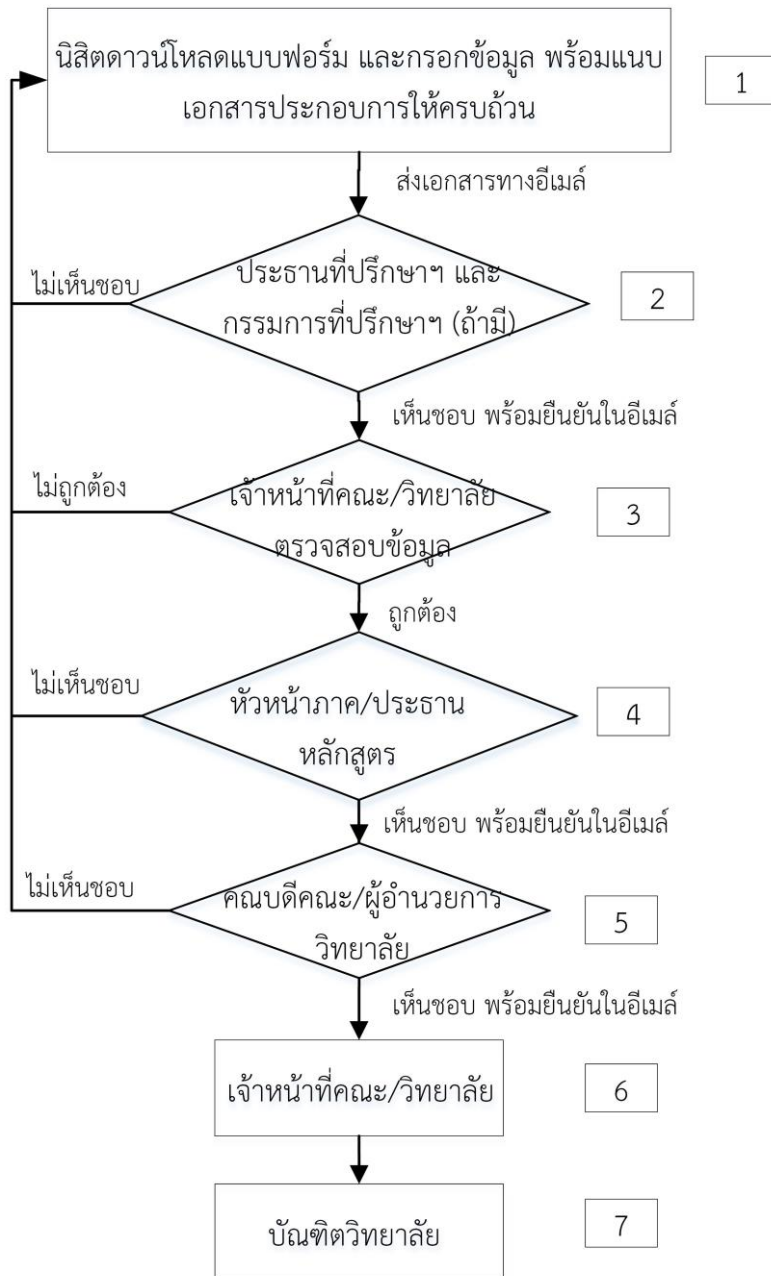 นิสิตดาวน์โหลดแบบฟอร์ม และกรอกข้อมูล พร้อมแนบ
เอกสารประกอบการให้ครบถ้วน
1
ส่งเอกสารทางอีเมล์
ไม่เห็นชอบ
ประธานที่ปรึกษาฯ และ
กรรมการที่ปรึกษาฯ (ถ้ามี)
2
เห็นชอบ พร้อมยืนยันในอีเมล์
ไม่ถูกต้อง
เจ้าหน้าที่คณะ/วิทยาลัย
ตรวจสอบข้อมูล
3
ถูกต้อง
ไม่เห็นชอบ
หัวหน้าภาค/ประธาน
หลักสูตร
4
เห็นชอบ พร้อมยืนยันในอีเมล์
ไม่เห็นชอบ
คณบดีคณะ/ผู้อำนวยการ
วิทยาลัย
5
เห็นชอบ พร้อมยืนยันในอีเมล์
เจ้าหน้าที่คณะ/วิทยาลัย
6
บัณฑิตวิทยาลัย
7